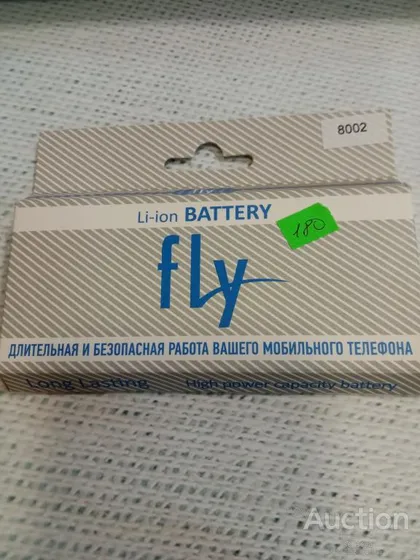 8002
Li-ion BATTERY
180
fly
ДЛИТЕЛЬНАЯ И БЕЗОПАСНАЯ РАБОТА ВАШЕГО МОБИЛЬНОГО ТЕЛЕФОНА
Long Lasting High power capacity battery
Auction